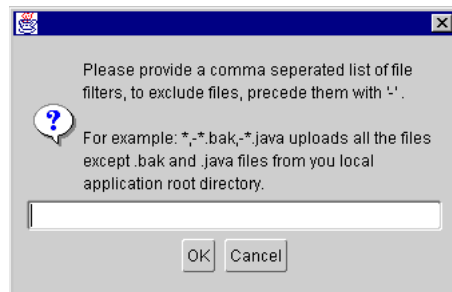 Please provide a comma seperated list of file
filters, to exclude files, precede them with '-' .
For example: *,-*.bak,-*.java uploads all the files
except .bak and .java files from you local
application root directory.
OK Cancel